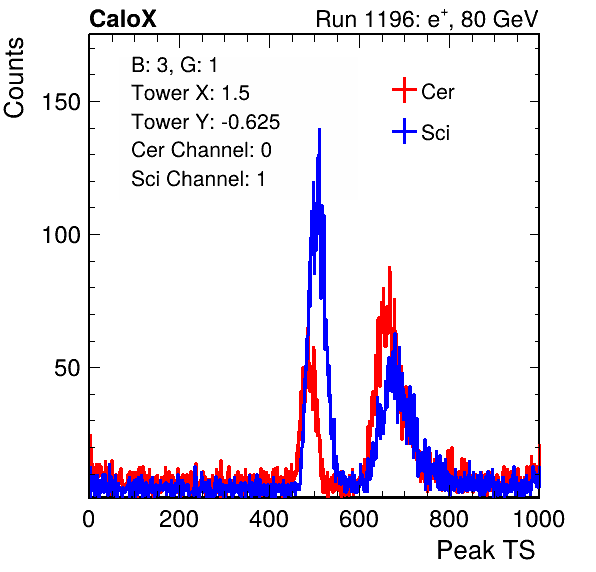 CaloX Run 1196: e⁺, 80 GeV
Counts
B: 3, G: 1
Tower X: 1.5
Tower Y: -0.625
Cer Channel: 0
Sci Channel: 1
Cer
Sci
150
100
50
0 200 400 600 800 1000
Peak TS